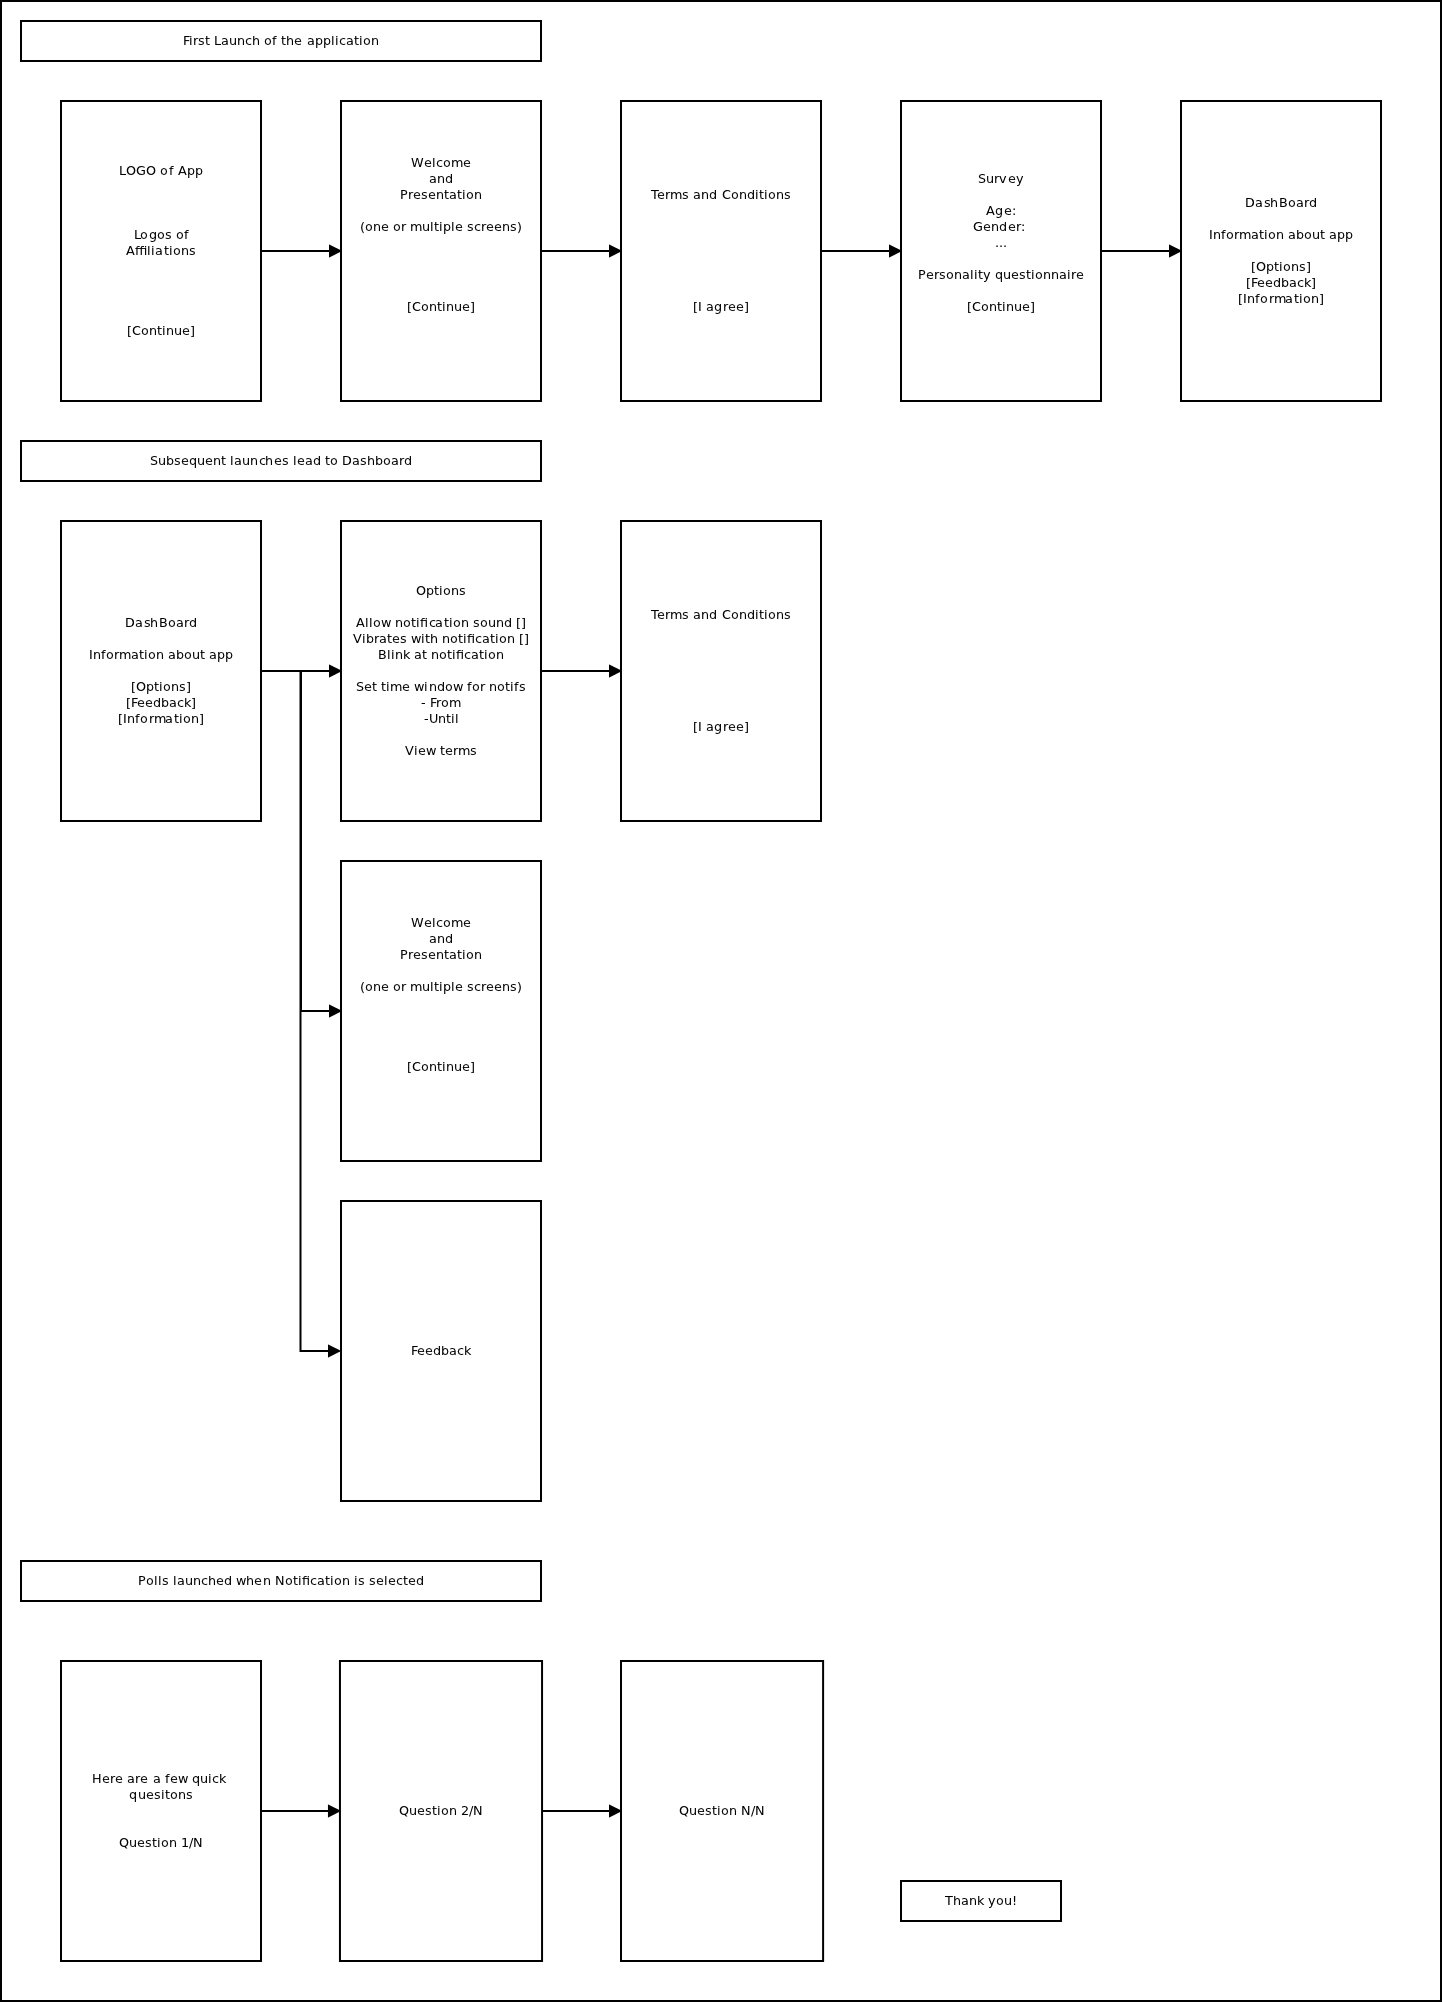 First Launch of the application
LOGO of App
Logos of
Affiliations
[Continue]
Welcome
and
Presentation
(one or multiple screens)
[Continue]
Terms and Conditions
[I agree]
Survey
Age:
Gender:
...
Personality questionnaire
[Continue]
DashBoard
Information about app
[Options]
[Feedback]
[Information]
Subsequent launches lead to Dashboard
DashBoard
Information about app
[Options]
[Feedback]
[Information]
Options
Allow notification sound []
Vibrates with notification []
Blink at notification
Set time window for notifs
- From
-Until
View terms
Terms and Conditions
[I agree]
Welcome
and
Presentation
(one or multiple screens)
[Continue]
Feedback
Polls launched when Notification is selected
Here are a few quick
quesitons
Question 1/N
Question 2/N
Question N/N
Thank you!